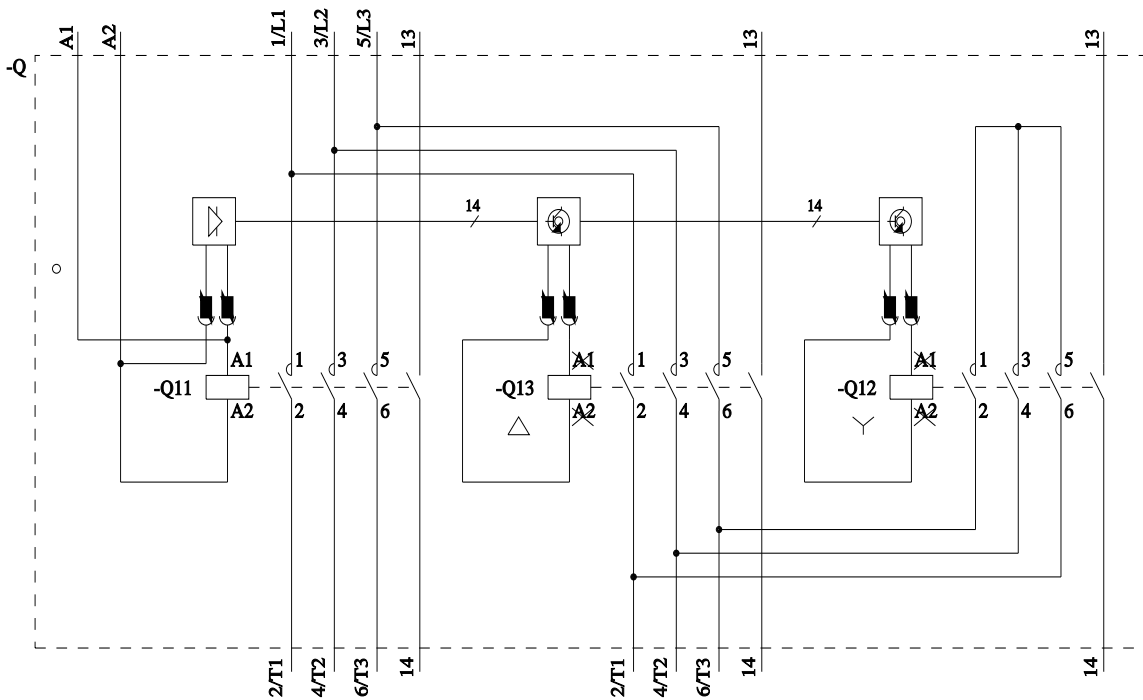 A1 A2 1/L1 3/L2 5/L3 13 13 13
-Q
14 14
A1 1 3 5 A1 1 3 5 A1 1 3 5
-Q11 -Q13 -Q12
A2 2 4 6 A2 2 4 6 A2 2 4 6
2/T1 4/T2 6/T3 14 2/T1 4/T2 6/T3 14 14